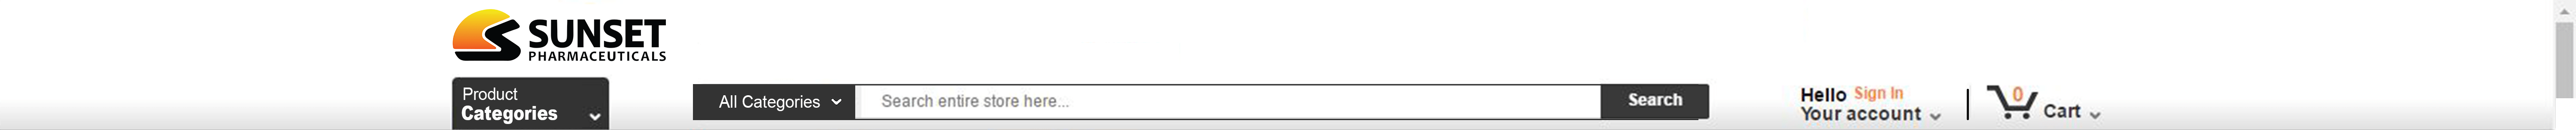 SUNSET
PHARMACEUTICALS
Product
Categories
All Categories
Search entire store here...
Search
Hello Sign In
Your account
0
Cart